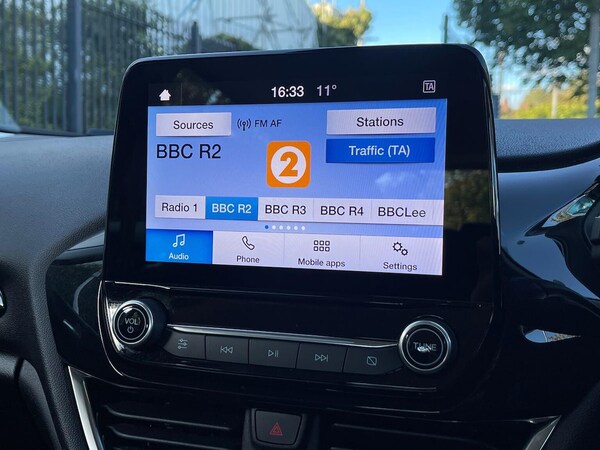 16:33 11° TA
Sources FM AF Stations
BBC R2 2 Traffic (TA)
Radio 1 BBC R2 BBC R3 BBC R4 BBCLee
Audio Phone Mobile apps Settings
VOL TUNE